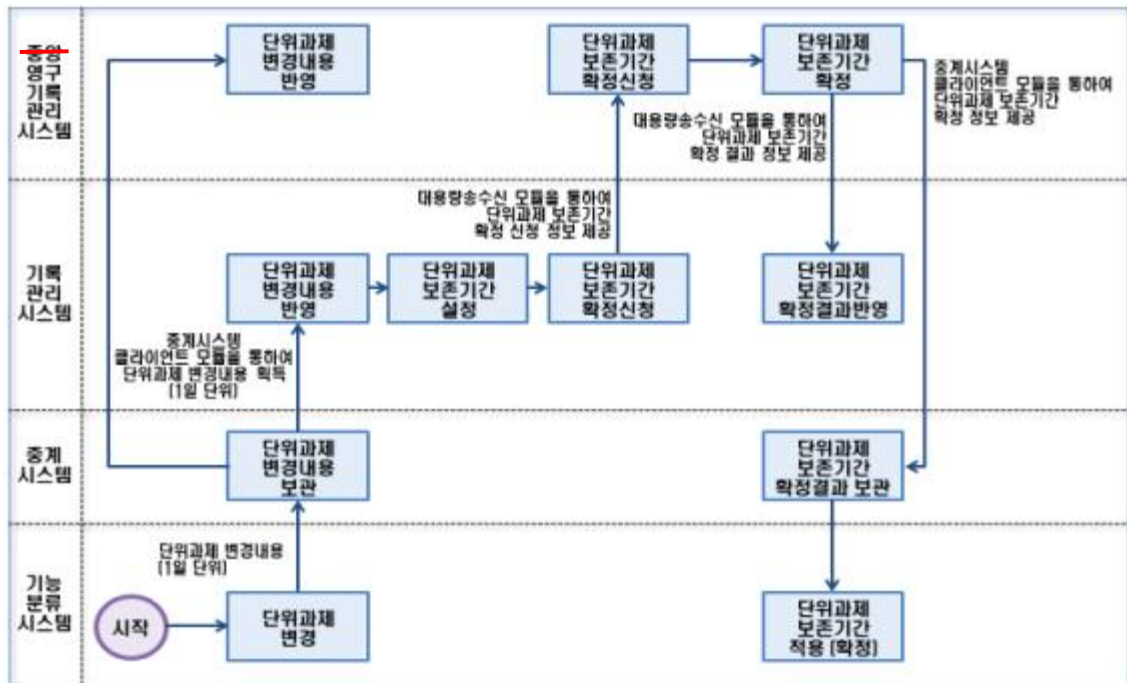 중앙
영구
기록
관리
시스템
단위과제
변경내용
반영
단위과제
보존기간
확정신청
단위과제
보존기간
확정
중계시스템
클라이언트 모듈을 통하여
단위과제 보존기간
확정 정보 제공
대용량송수신 모듈을 통하여
단위과제 보존기간
확정 결과 정보 제공
기록
관리
시스템
대용량송수신 모듈을 통하여
단위과제 보존기간
확정 신청 정보 제공
단위과제
변경내용
반영
단위과제
보존기간
설정
단위과제
보존기간
확정신청
단위과제
보존기간
확정결과반영
중계시스템
클라이언트 모듈을 통하여
단위과제 변경내용 획득
(1일 단위)
중계
시스템
단위과제
변경내용
보관
단위과제
보존기간
확정결과 보관
기능
분류
시스템
단위과제 변경내용
(1일 단위)
시작
단위과제
변경
단위과제
보존기간
적용 (확정)